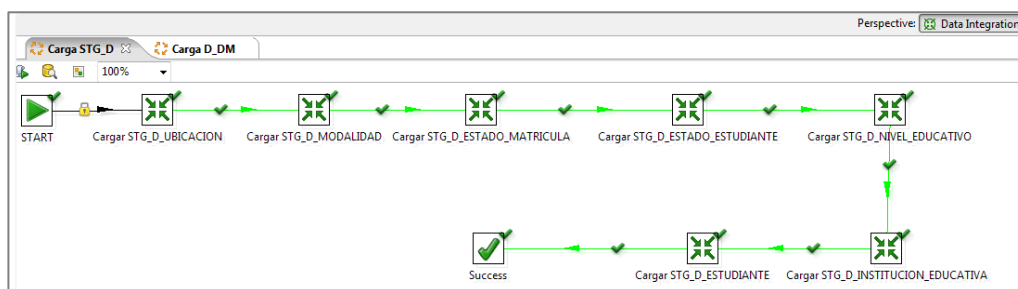 Perspective: Data Integration
Carga STG_D Carga D_DM
100%
START Cargar STG_D_UBICACION Cargar STG_D_MODALIDAD Cargar STG_D_ESTADO_MATRICULA Cargar STG_D_ESTADO_ESTUDIANTE Cargar STG_D_NIVEL_EDUCATIVO
Success Cargar STG_D_ESTUDIANTE Cargar STG_D_INSTITUCION_EDUCATIVA